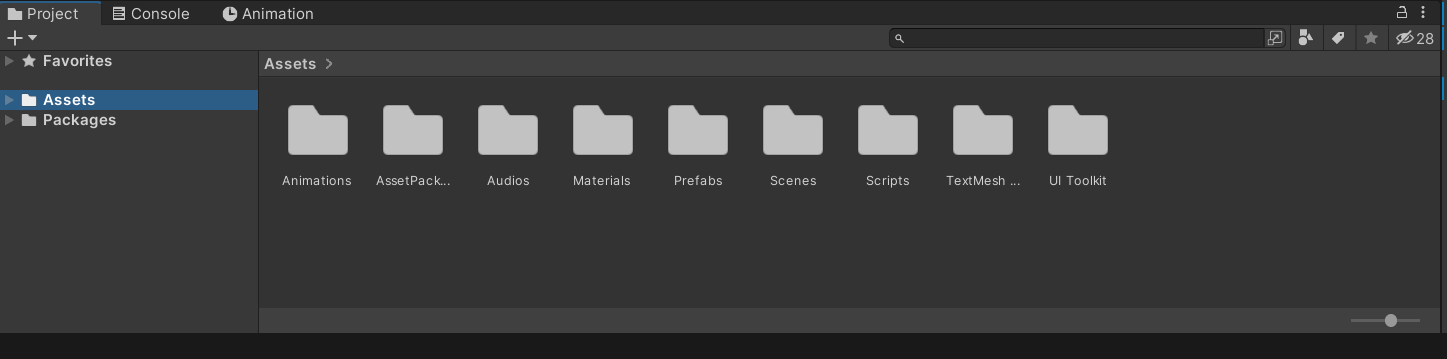 Project Console Animation
28
Favorites
Assets >
Assets
Packages
Animations AssetPack... Audios Materials Prefabs Scenes Scripts TextMesh ... UI Toolkit